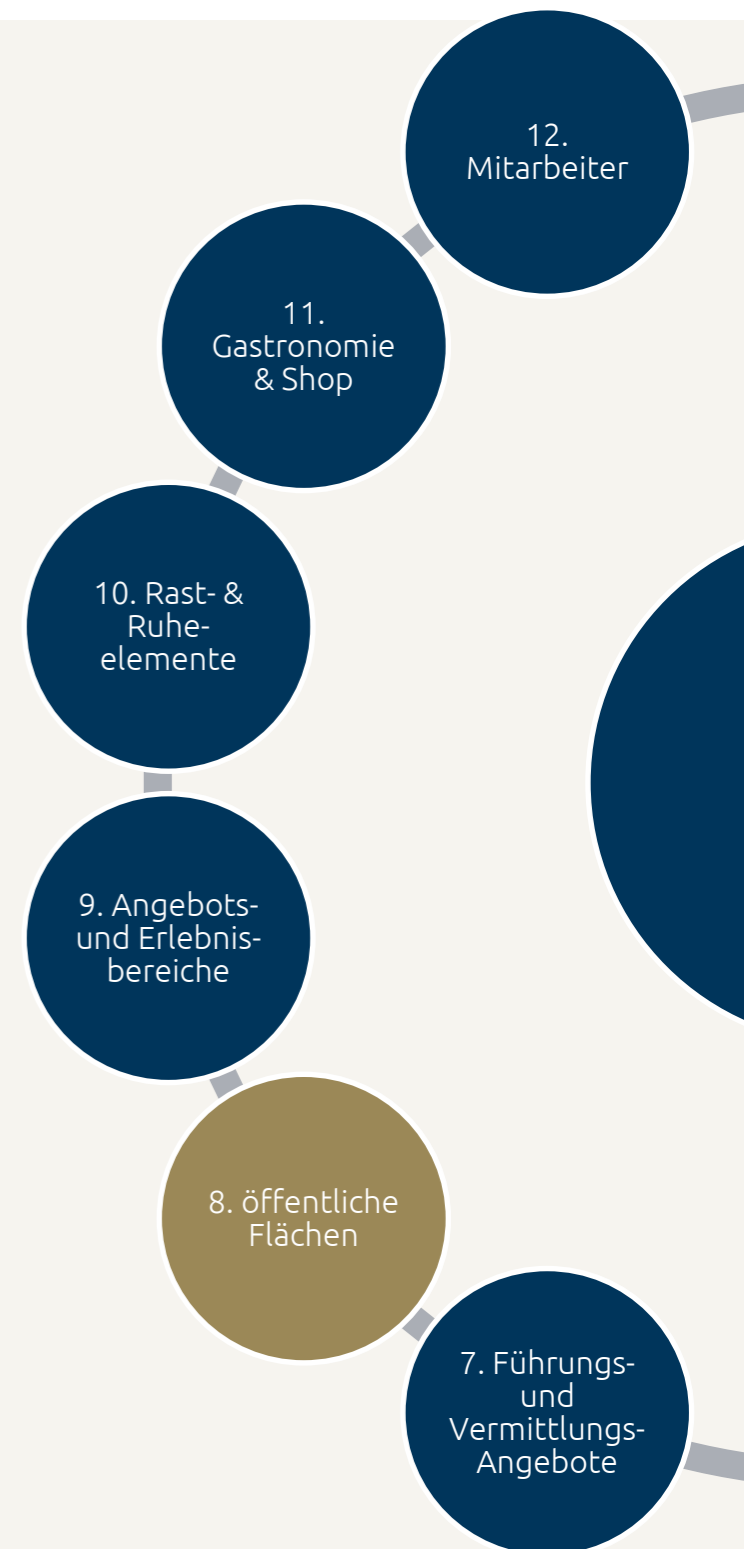 12.
Mitarbeiter
11.
Gastronomie
& Shop
10. Rast- &
Ruhe-
elemente
9. Angebots-
und Erlebnis-
bereiche
8. öffentliche
Flächen
7. Führungs-
und
Vermittlungs-
Angebote